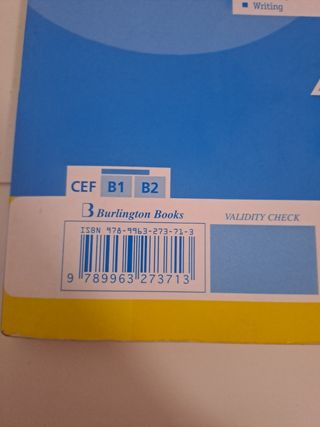 ■ Writing
CEF B1 B2
B Burlington Books
ISBN 978-9963-273-71-3
VALIDITY CHECK
9 789963 273713